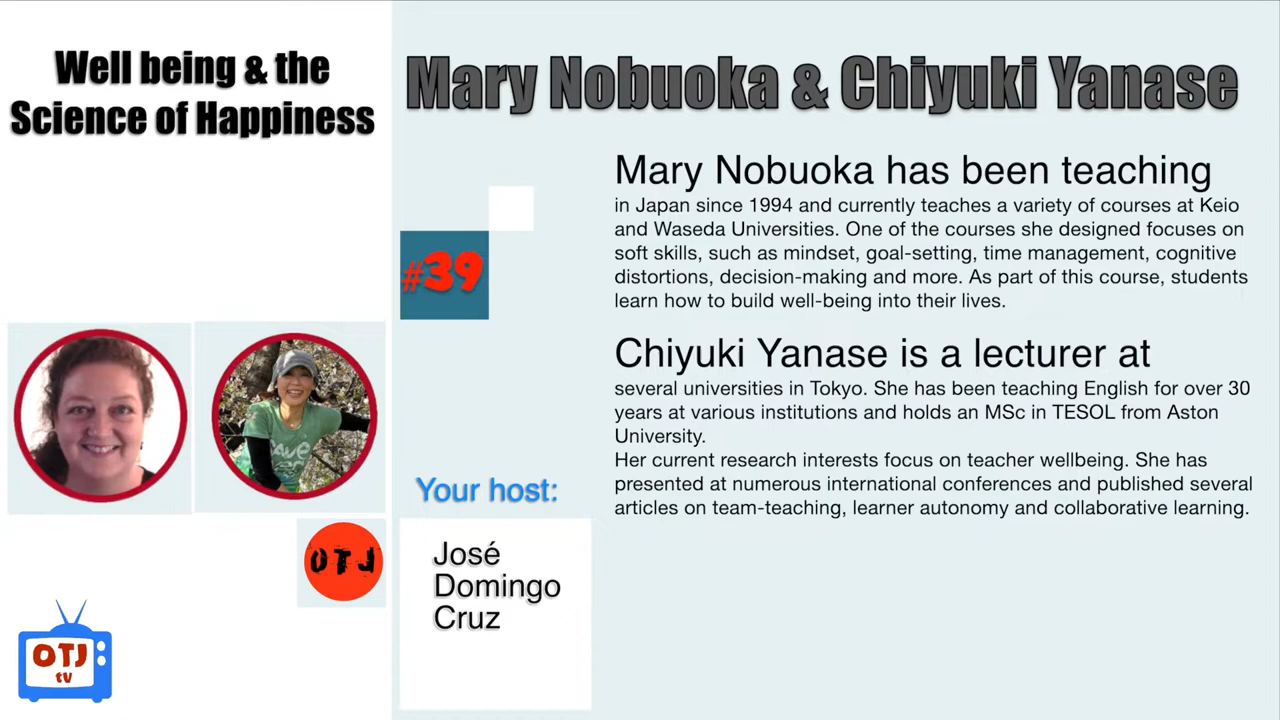 Well being & the
Science of Happiness
Mary Nobuoka & Chiyuki Yanase
#39
Mary Nobuoka has been teaching
in Japan since 1994 and currently teaches a variety of courses at Keio
and Waseda Universities. One of the courses she designed focuses on
soft skills, such as mindset, goal-setting, time management, cognitive
distortions, decision-making and more. As part of this course, students
learn how to build well-being into their lives.
Chiyuki Yanase is a lecturer at
several universities in Tokyo. She has been teaching English for over 30
years at various institutions and holds an MSc in TESOL from Aston
University.
Her current research interests focus on teacher wellbeing. She has
presented at numerous international conferences and published several
articles on team-teaching, learner autonomy and collaborative learning.
Your host:
José
Domingo
Cruz
OTJ
OTJ
tv